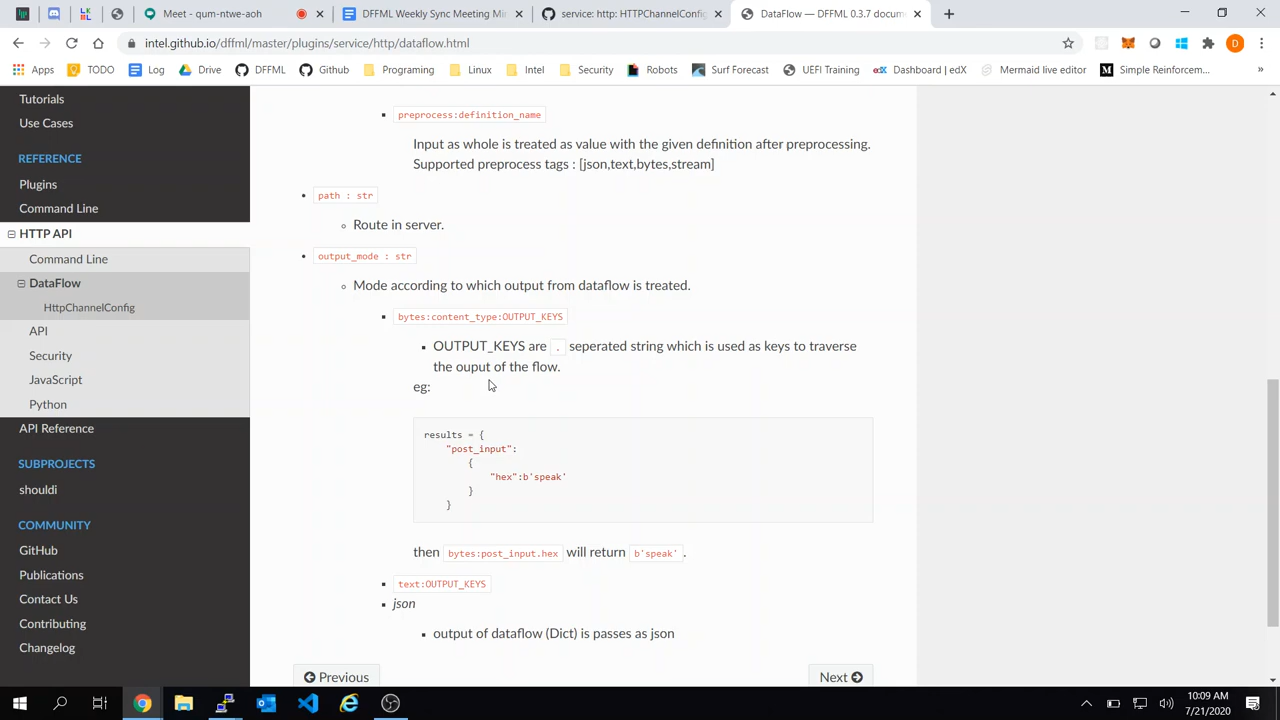 Meet - qum-ntwe-aoh
DFFML Weekly Sync Meeting Mi
service: http: HTTPChannelConfig
DataFlow — DFFML 0.3.7 docum
intel.github.io/dffml/master/plugins/service/http/dataflow.html
D
Apps
TODO
Log
Drive
DFFML
Github
Programing
Linux
Intel
Security
Robots
Surf Forecast
UEFI Training
edX
Dashboard | edX
Mermaid live editor
M
Simple Reinforcem...
»
Tutorials
Use Cases
REFERENCE
Plugins
Command Line
HTTP API
Command Line
DataFlow
HttpChannelConfig
API
Security
JavaScript
Python
API Reference
SUBPROJECTS
shouldi
COMMUNITY
GitHub
Publications
Contact Us
Contributing
Changelog
preprocess:definition_name
Input as whole is treated as value with the given definition after preprocessing.
Supported preprocess tags : [json,text,bytes,stream]
path : str
Route in server.
output_mode : str
Mode according to which output from dataflow is treated.
bytes:content_type:OUTPUT_KEYS
OUTPUT_KEYS are . seperated string which is used as keys to traverse
the ouput of the flow.
eg:
results = {
"post_input":
{
"hex":b'speak'
}
}
then bytes:post_input.hex will return b'speak' .
text:OUTPUT_KEYS
json
output of dataflow (Dict) is passes as json
Previous
Next
10:09 AM
7/21/2020